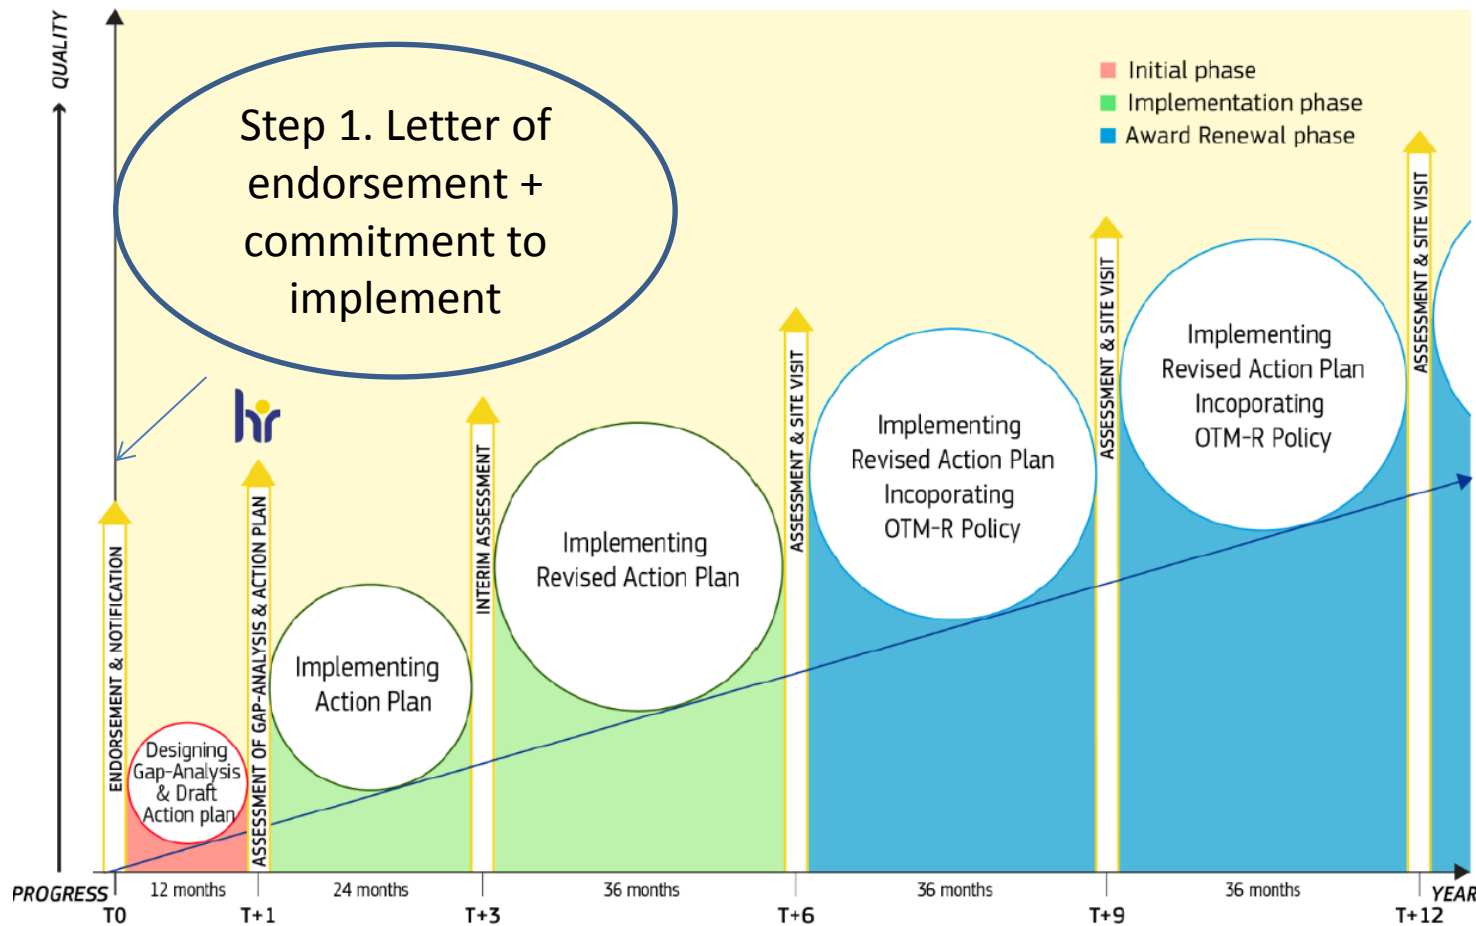 QUALITY
Step 1. Letter of
endorsement +
commitment to
implement
Initial phase
Implementation phase
Award Renewal phase
hr
ENDORSEMENT & NOTIFICATION
Designing
Gap-Analysis
& Draft
Action plan
ASSESSMENT OF GAP-ANALYSIS & ACTION PLAN
Implementing
Action Plan
INTERIM ASSESSMENT
Implementing
Revised Action Plan
ASSESSMENT & SITE VISIT
Implementing
Revised Action Plan
Incoporating
OTM-R Policy
ASSESSMENT & SITE VISIT
Implementing
Revised Action Plan
Incoporating
OTM-R Policy
ASSESSMENT & SITE VISIT
PROGRESS
12 months
24 months
36 months
36 months
36 months
YEAR
T0
T+1
T+3
T+6
T+9
T+12